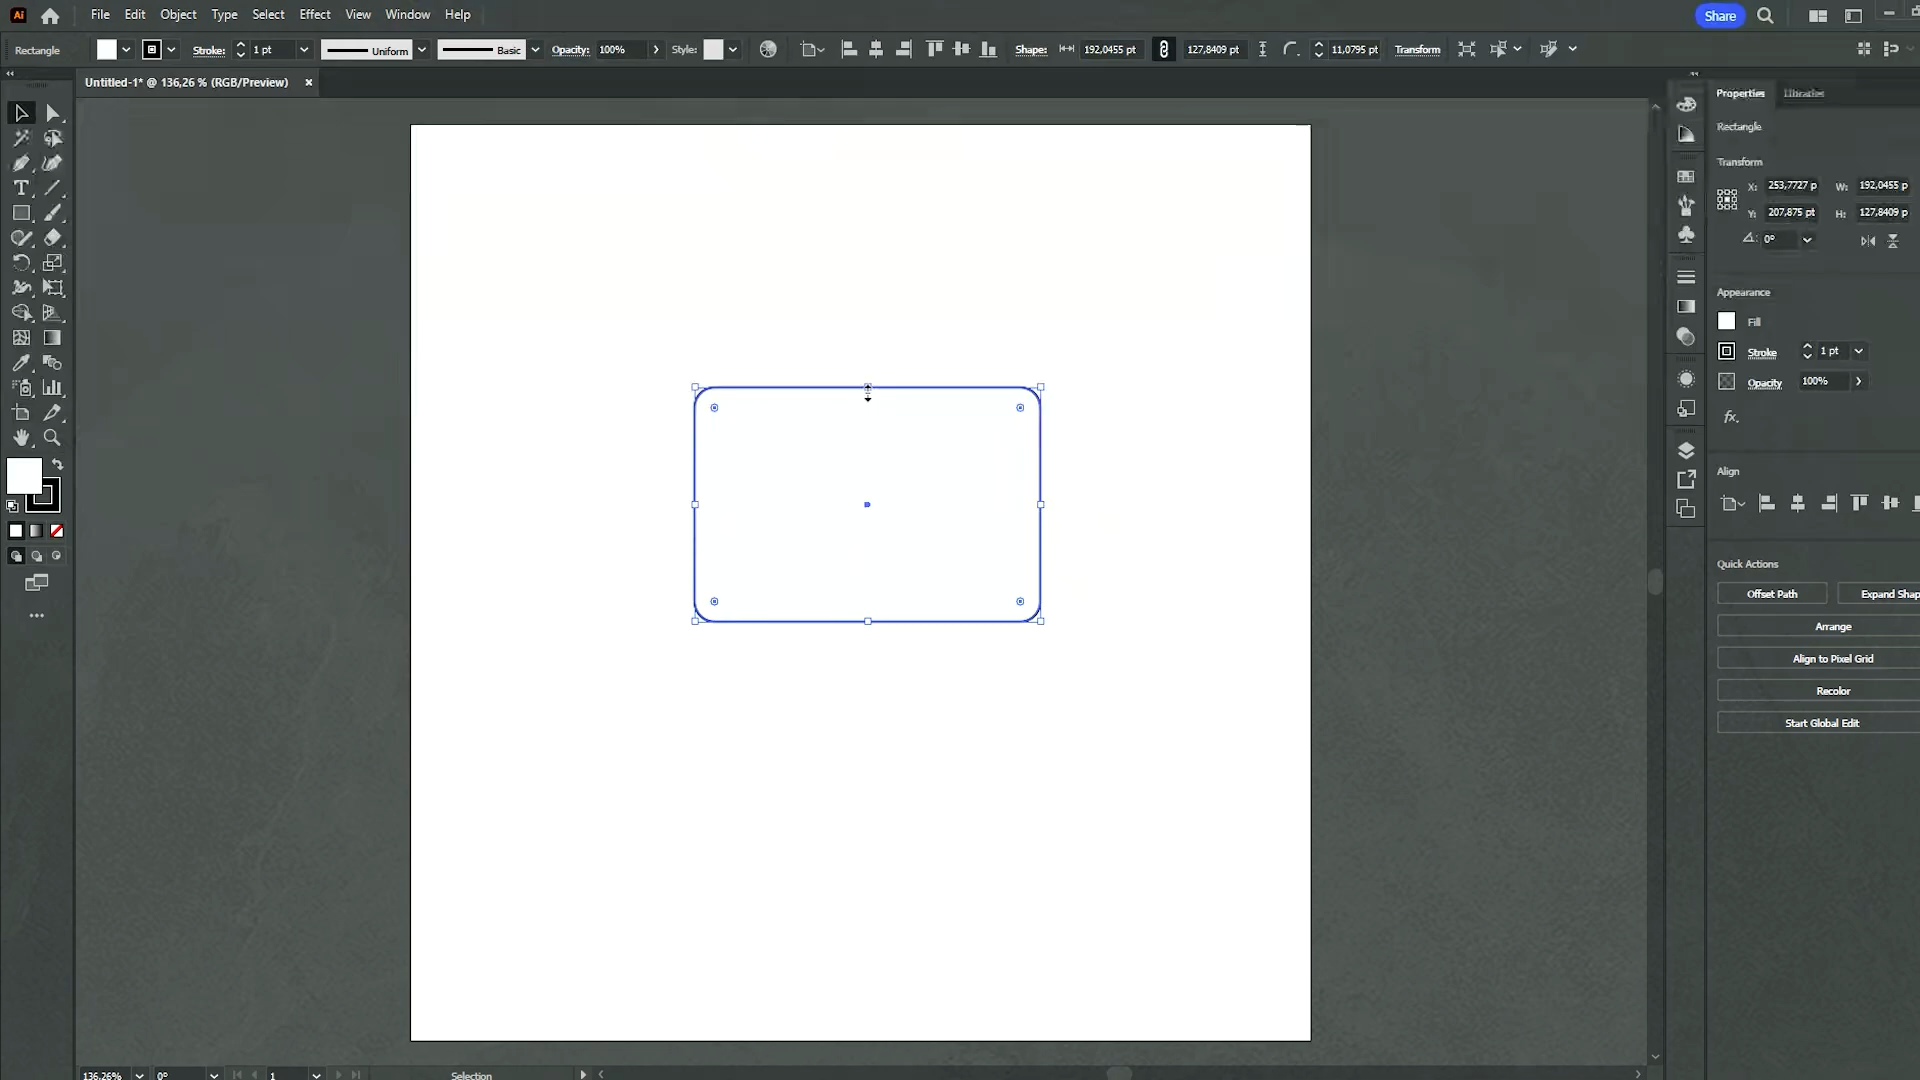 Ai File Edit Object Type Select Effect View Window Help Share
Rectangle Stroke: 1 pt Uniform Basic Opacity: 100% Style: Shape: 192,0455 pt 127,8409 pt 11,0795 pt Transform
Untitled-1* @ 136,26 % (RGB/Preview) ×
Properties Libraries
Rectangle
Transform
X: 253,7727 p W: 192,0455 p
Y: 207,875 pt H: 127,8409 p
0°
Appearance
Fill
Stroke 1 pt
Opacity 100%
fx.
Align
Quick Actions
Offset Path Expand Shap
Arrange
Align to Pixel Grid
Recolor
Start Global Edit
136,26% 0° 1 Selection